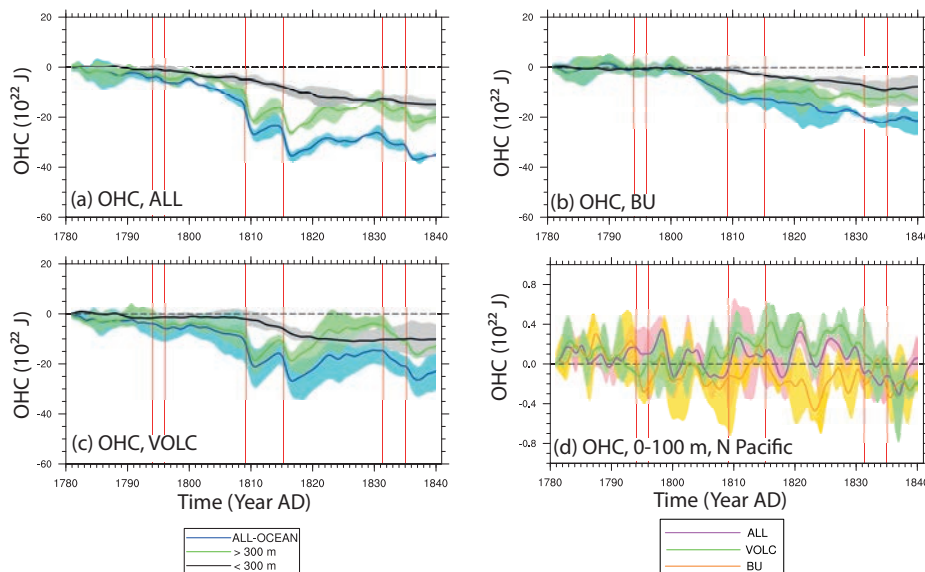 20
0
-20
-40
-60
OHC (10²² J)
(a) OHC, ALL
1780 1790 1800 1810 1820 1830 1840
20
0
-20
-40
-60
OHC (10²² J)
(b) OHC, BU
1780 1790 1800 1810 1820 1830 1840
20
0
-20
-40
-60
OHC (10²² J)
(c) OHC, VOLC
1780 1790 1800 1810 1820 1830 1840
Time (Year AD)
0.8
0.4
0.0
-0.4
-0.8
OHC (10²² J)
(d) OHC, 0-100 m, N Pacific
1780 1790 1800 1810 1820 1830 1840
Time (Year AD)
ALL-OCEAN
> 300 m
< 300 m
ALL
VOLC
BU